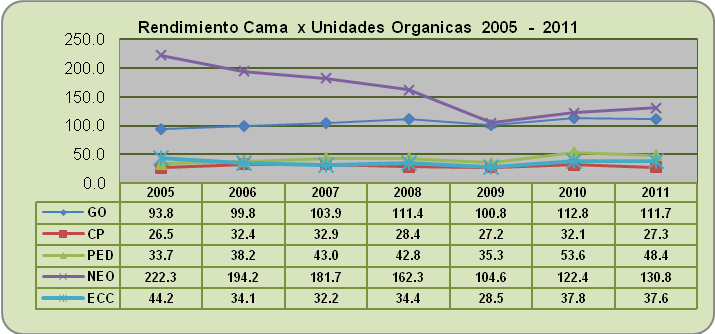 Rendimiento Cama x Unidades Organicas 2005 - 2011
250.0
200.0
150.0
100.0
50.0
0.0
2005 2006 2007 2008 2009 2010 2011
GO 93.8 99.8 103.9 111.4 100.8 112.8 111.7
CP 26.5 32.4 32.9 28.4 27.2 32.1 27.3
PED 33.7 38.2 43.0 42.8 35.3 53.6 48.4
NEO 222.3 194.2 181.7 162.3 104.6 122.4 130.8
ECC 44.2 34.1 32.2 34.4 28.5 37.8 37.6